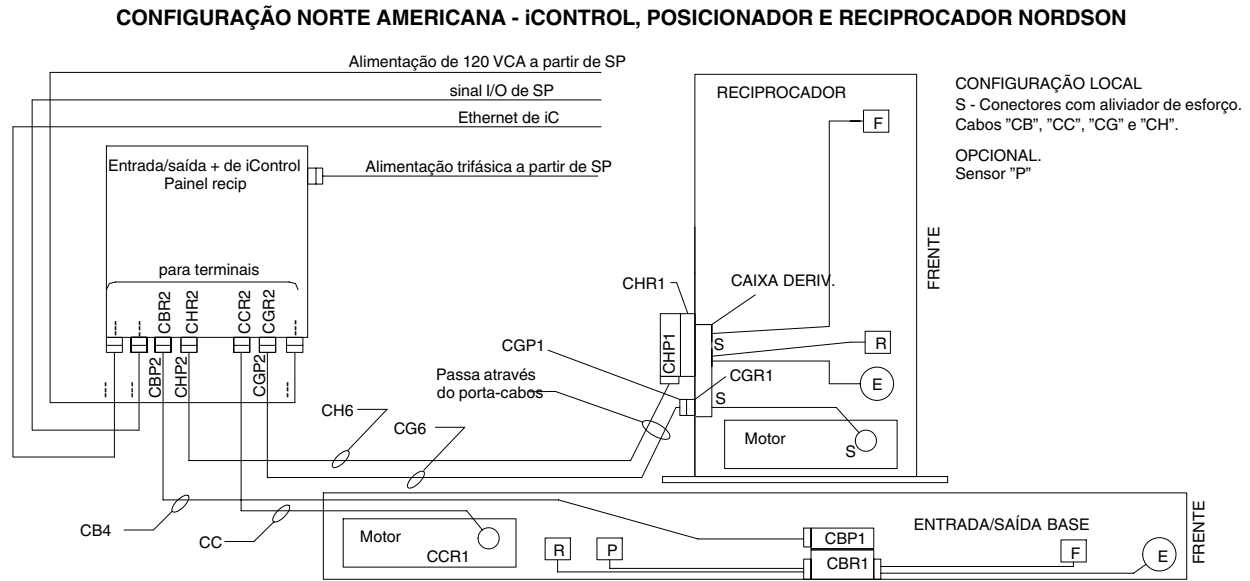 CONFIGURAÇÃO NORTE AMERICANA - iCONTROL, POSICIONADOR E RECIPROCADOR NORDSON
Alimentação de 120 VCA a partir de SP
sinal I/O de SP
Ethernet de iC
Entrada/saída + de iControl
Painel recip
Alimentação trifásica a partir de SP
para terminais
CBR2
CHR2
CCR2
CGR2
CBP2
CHP2
CGP2
RECIPROCADOR
F
CONFIGURAÇÃO LOCAL
S - Conectores com aliviador de esforço.
Cabos "CB", "CC", "CG" e "CH".
OPCIONAL.
Sensor "P"
FRENTE
CHR1
CAIXA DERIV.
CHP1
S
R
CGP1
CGR1
E
Passa através
do porta-cabos
S
CH6
CG6
Motor
S
CB4
CC
Motor
CCR1
R
P
CBP1
CBR1
ENTRADA/SAÍDA BASE
F
E
FRENTE